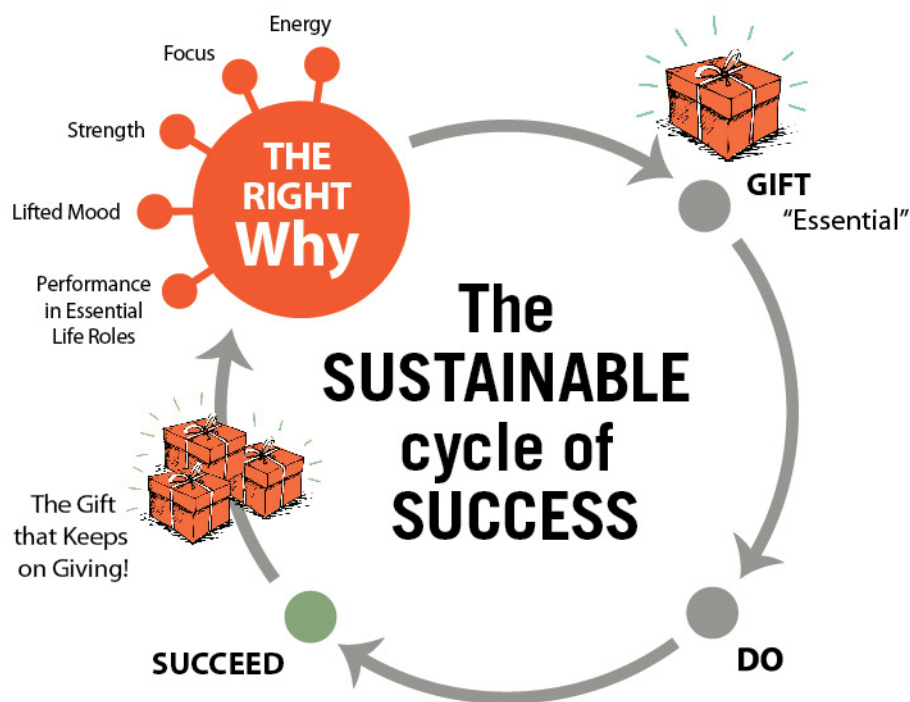 Energy
Focus
Strength
Lifted Mood
Performance
in Essential
Life Roles
THE
RIGHT
Why
GIFT
“Essential”
The
SUSTAINABLE
cycle of
SUCCESS
The Gift
that Keeps
on Giving!
SUCCEED
DO